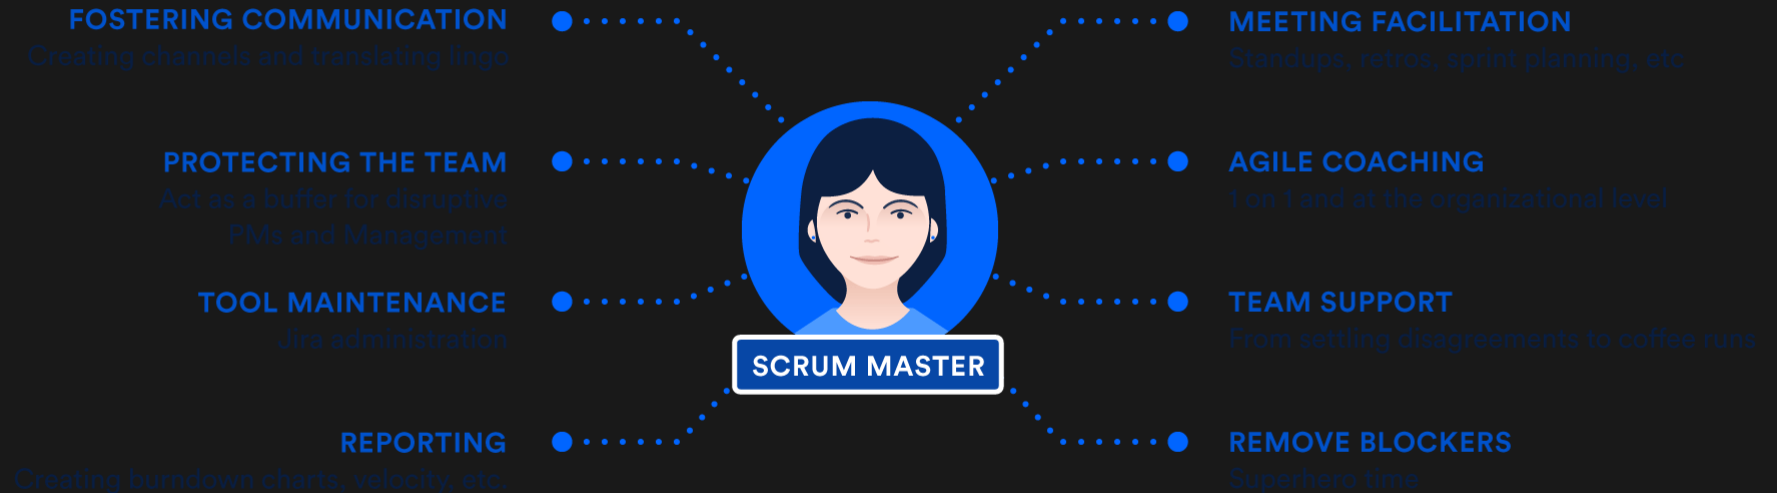 FOSTERING COMMUNICATION
Creating channels and translating lingo
PROTECTING THE TEAM
Act as a buffer for disruptive
PMs and Management
TOOL MAINTENANCE
Jira administration
REPORTING
Creating burndown charts, velocity, etc.
SCRUM MASTER
MEETING FACILITATION
Standups, retros, sprint planning, etc
AGILE COACHING
1 on 1 and at the organizational level
TEAM SUPPORT
From settling disagreements to coffee runs
REMOVE BLOCKERS
Superhero time